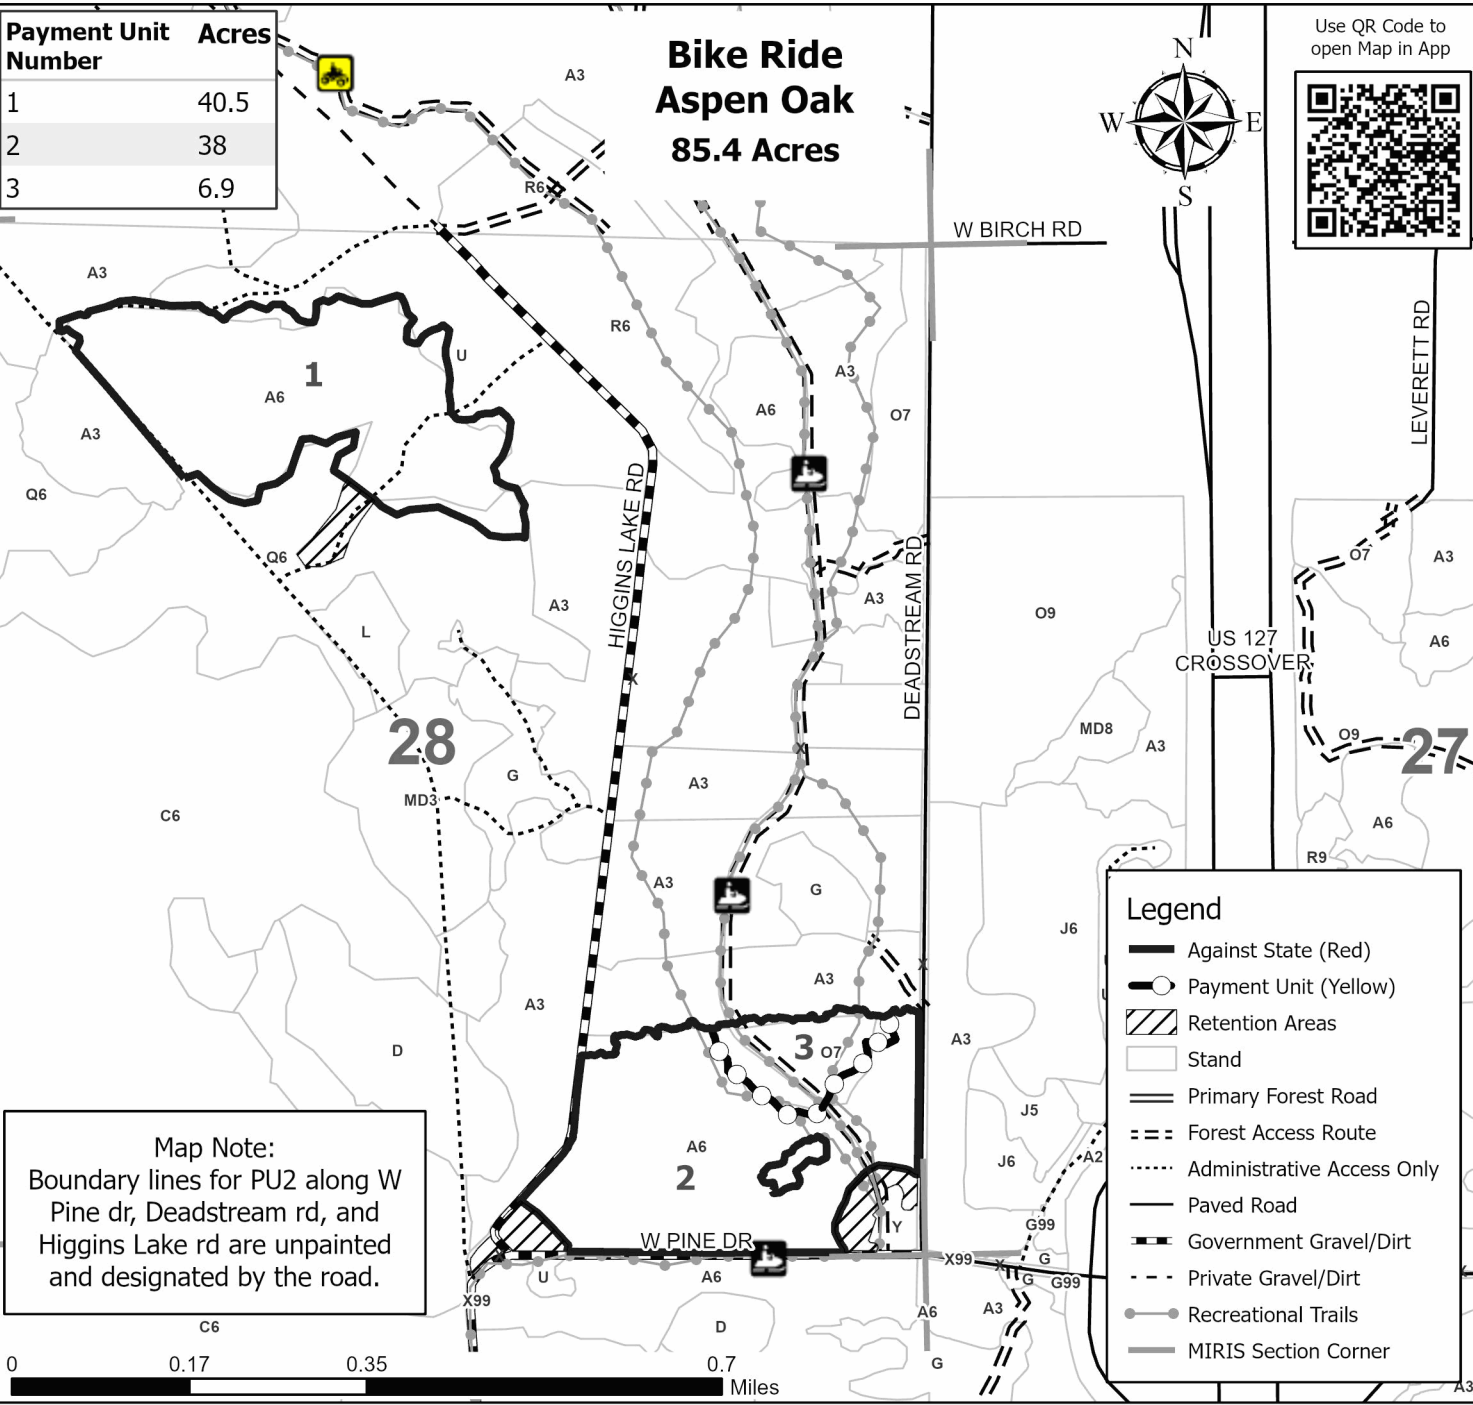 Payment Unit Number Acres
1 40.5
2 38
3 6.9
Bike Ride
Aspen Oak
85.4 Acres
N
W E
S
Use QR Code to
open Map in App
A3
R6
W BIRCH RD
A3
R6
U
1
A6
A3
A6
A3
O7
LEVERETT RD
Q6
Q6
HIGGINS LAKE RD
DEADSTREAM RD
O7
A3
A3
A3
O9
L
US 127
CROSSOVER
A6
X
28
MD8
A3
O9
27
X
G
A3
MD3
C6
A6
R9
A3
G
J6
A3
X
A3
A3
D
3
O7
J5
A6
2
J6
A2
Y
G99
W PINE DR
X99
X
G
U
A6
G
G99
X99
A6
A3
C6
D
G
A3
Map Note:
Boundary lines for PU2 along W
Pine dr, Deadstream rd, and
Higgins Lake rd are unpainted
and designated by the road.
Legend
Against State (Red)
Payment Unit (Yellow)
Retention Areas
Stand
Primary Forest Road
Forest Access Route
Administrative Access Only
Paved Road
Government Gravel/Dirt
Private Gravel/Dirt
Recreational Trails
MIRIS Section Corner
0 0.17 0.35 0.7
Miles